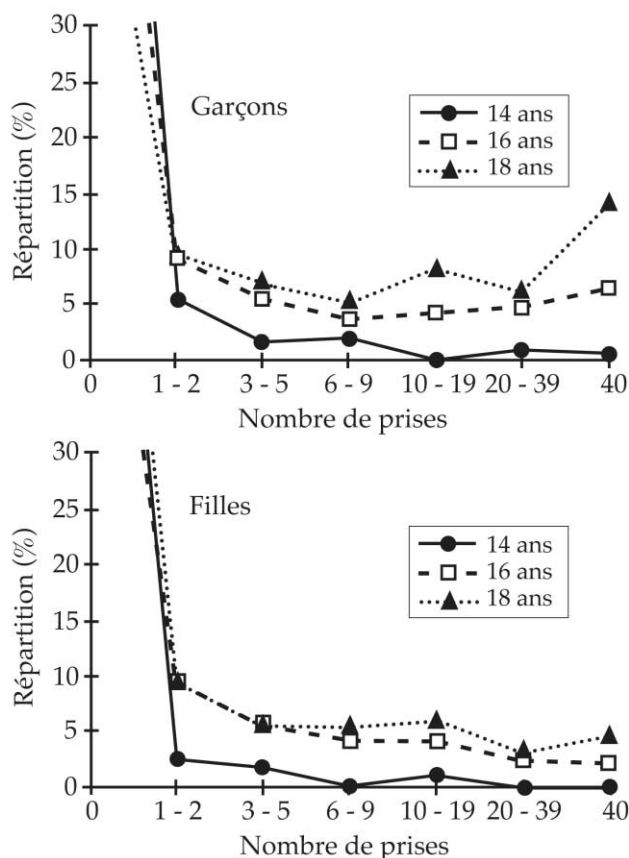 30
25
20
15
10
5
0
Répartition (%)
Garçons
14 ans
16 ans
18 ans
0 1 - 2 3 - 5 6 - 9 10 - 19 20 - 39 40
Nombre de prises
30
25
20
15
10
5
0
Répartition (%)
Filles
14 ans
16 ans
18 ans
0 1 - 2 3 - 5 6 - 9 10 - 19 20 - 39 40
Nombre de prises